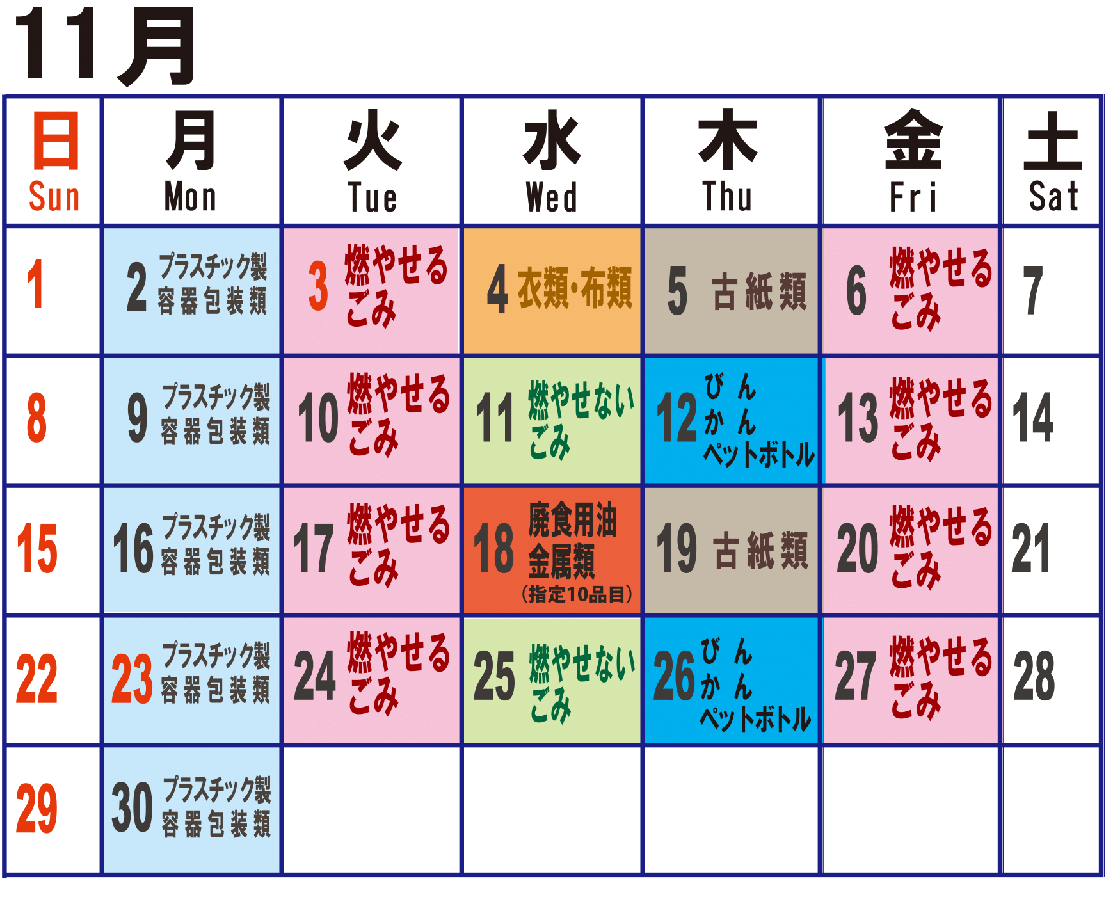 11月
日 月 火 水 木 金 土
Sun Mon Tue Wed Thu Fri Sat
1
2 プラスチック製
容器包装類
3 燃やせる
ごみ
4 衣類・布類
5 古紙類
6 燃やせる
ごみ
7
8
9 プラスチック製
容器包装類
10 燃やせる
ごみ
11 燃やせない
ごみ
12 びん
かん
ペットボトル
13 燃やせる
ごみ
14
15
16 プラスチック製
容器包装類
17 燃やせる
ごみ
18 廃食用油
金属類
（指定10品目）
19 古紙類
20 燃やせる
ごみ
21
22
23 プラスチック製
容器包装類
24 燃やせる
ごみ
25 燃やせない
ごみ
26 びん
かん
ペットボトル
27 燃やせる
ごみ
28
29
30 プラスチック製
容器包装類